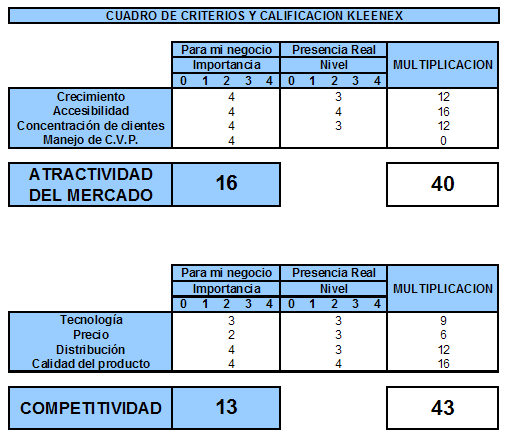 CUADRO DE CRITERIOS Y CALIFICACION KLEENEX
Para mi negocio Presencia Real MULTIPLICACION
Importancia Nivel
0 1 2 3 4 0 1 2 3 4
Crecimiento 4 3 12
Accesibilidad 4 4 16
Concentración de clientes 4 3 12
Manejo de C.V.P. 4 0
ATRACTIVIDAD DEL MERCADO 16 40
Para mi negocio Presencia Real MULTIPLICACION
Importancia Nivel
0 1 2 3 4 0 1 2 3 4
Tecnología 3 3 9
Precio 2 3 6
Distribución 4 3 12
Calidad del producto 4 4 16
COMPETITIVIDAD 13 43